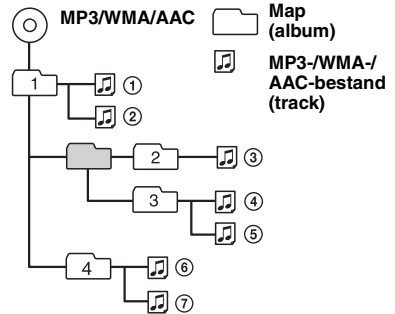 MP3/WMA/AAC
Map
(album)
MP3-/WMA-/
AAC-bestand
(track)
1
①
②
2
③
3
④
⑤
4
⑥
⑦